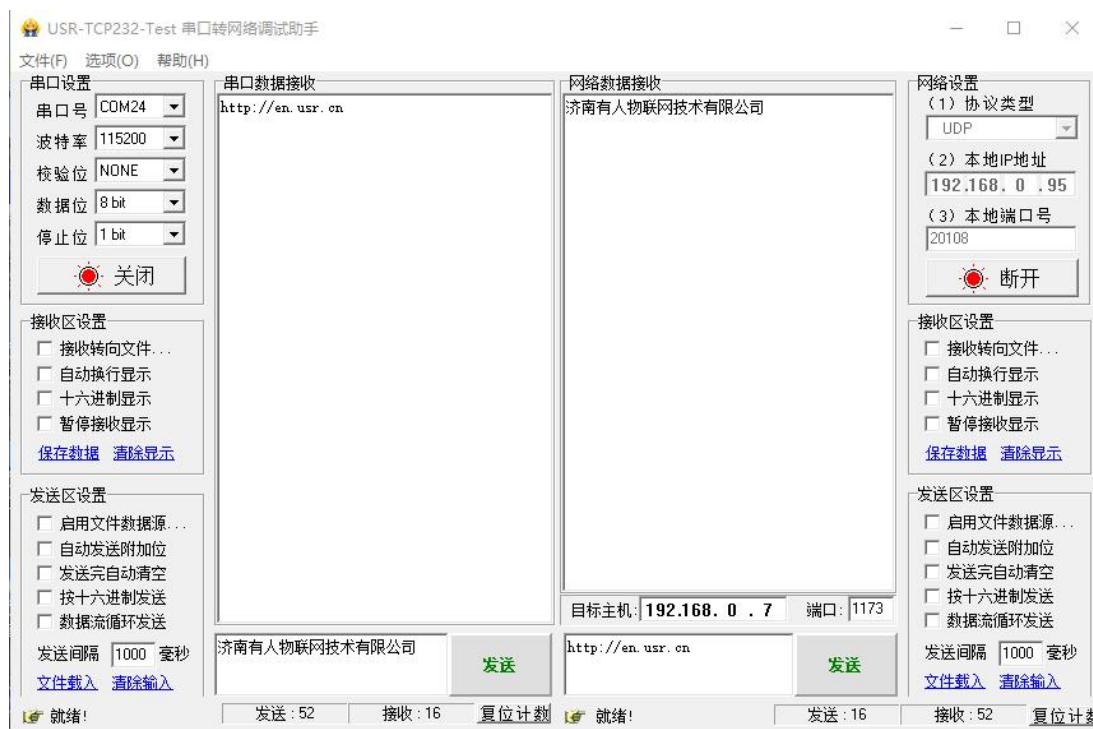 USR-TCP232-Test 串口转网络调试助手
文件(F) 选项(O) 帮助(H)
串口设置
串口号 COM24
波特率 115200
校验位 NONE
数据位 8 bit
停止位 1 bit
关闭
接收区设置
接收转向文件...
自动换行显示
十六进制显示
暂停接收显示
保存数据 清除显示
发送区设置
启用文件数据源...
自动发送附加位
发送完自动清空
按十六进制发送
数据流循环发送
发送间隔 1000 毫秒
文件载入 清除输入
串口数据接收
http://en.usr.cn
济南有人物联网技术有限公司
发送
网络数据接收
济南有人物联网技术有限公司
目标主机: 192.168. 0 . 7 端口: 1173
http://en.usr.cn
发送
网络设置
(1) 协议类型
UDP
(2) 本地IP地址
192.168. 0 .95
(3) 本地端口号
20108
断开
接收区设置
接收转向文件...
自动换行显示
十六进制显示
暂停接收显示
保存数据 清除显示
发送区设置
启用文件数据源...
自动发送附加位
发送完自动清空
按十六进制发送
数据流循环发送
发送间隔 1000 毫秒
文件载入 清除输入
就绪! 发送:52 接收:16 复位计数
就绪! 发送:16 接收:52 复位计数